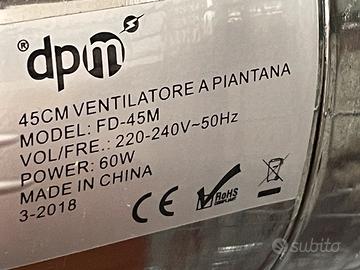 ® dpm
45CM VENTILATORE A PIANTANA
MODEL: FD-45M
VOL/FRE.: 220-240V~50Hz
POWER: 60W
MADE IN CHINA
3-2018
CE
RoHS
subito